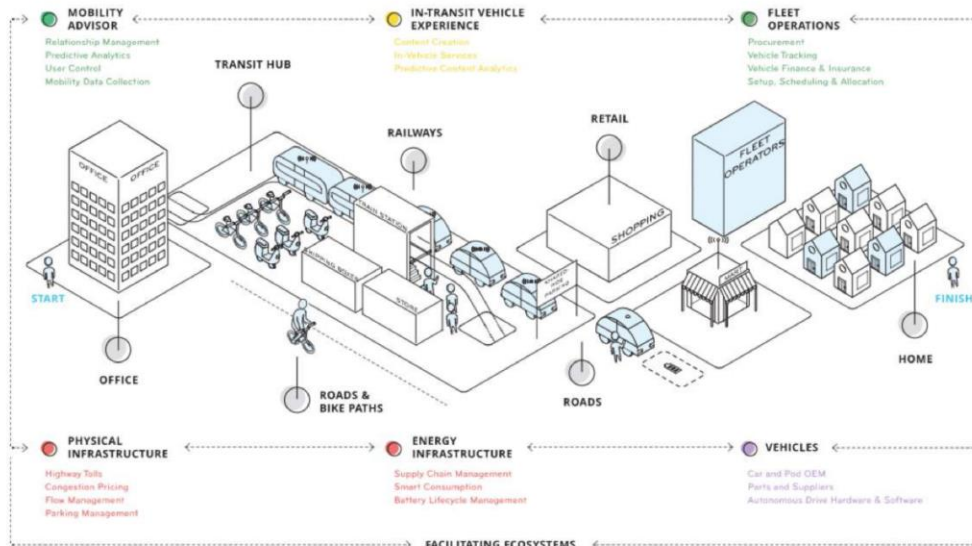 MOBILITY
ADVISOR
Relationship Management
Predictive Analytics
User Control
Mobility Data Collection
IN-TRANSIT VEHICLE
EXPERIENCE
Content Creation
In-Vehicle Services
Predictive Content Analytics
FLEET
OPERATIONS
Procurement
Vehicle Tracking
Vehicle Finance & Insurance
Setup, Scheduling & Allocation
TRANSIT HUB
RAILWAYS
RETAIL
OFFICE
OFFICE
TRAIN STATION
SHOPPING
FLEET
OPERATORS
STORE
PARKING
MART
START
FINISH
OFFICE
ROADS &
BIKE PATHS
ROADS
HOME
PHYSICAL
INFRASTRUCTURE
Highway Tolls
Congestion Pricing
Flow Management
Parking Management
ENERGY
INFRASTRUCTURE
Supply Chain Management
Smart Consumption
Battery Lifecycle Management
VEHICLES
Car and Pod OEM
Parts and Suppliers
Autonomous Drive Hardware & Software
FACILITATING ECOSYSTEMS